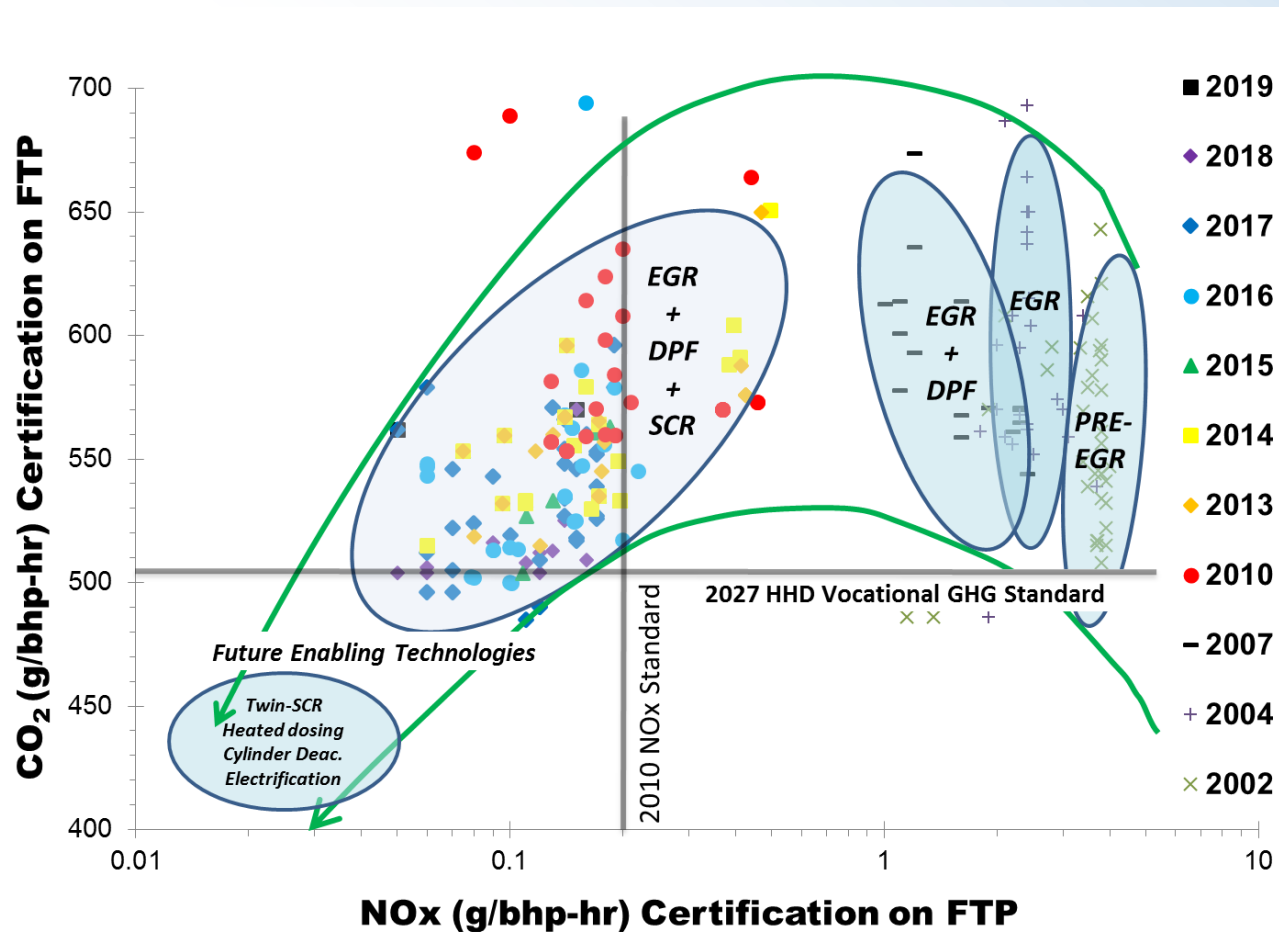 CO₂ (g/bhp-hr) Certification on FTP
700
650
600
550
500
450
400
0.01
0.1
1
10
NOx (g/bhp-hr) Certification on FTP
EGR
+
DPF
+
SCR
EGR
+
DPF
EGR
PRE-
EGR
2027 HHD Vocational GHG Standard
2010 NOx Standard
Future Enabling Technologies
Twin-SCR
Heated dosing
Cylinder Deac.
Electrification
2019
2018
2017
2016
2015
2014
2013
2010
2007
2004
2002